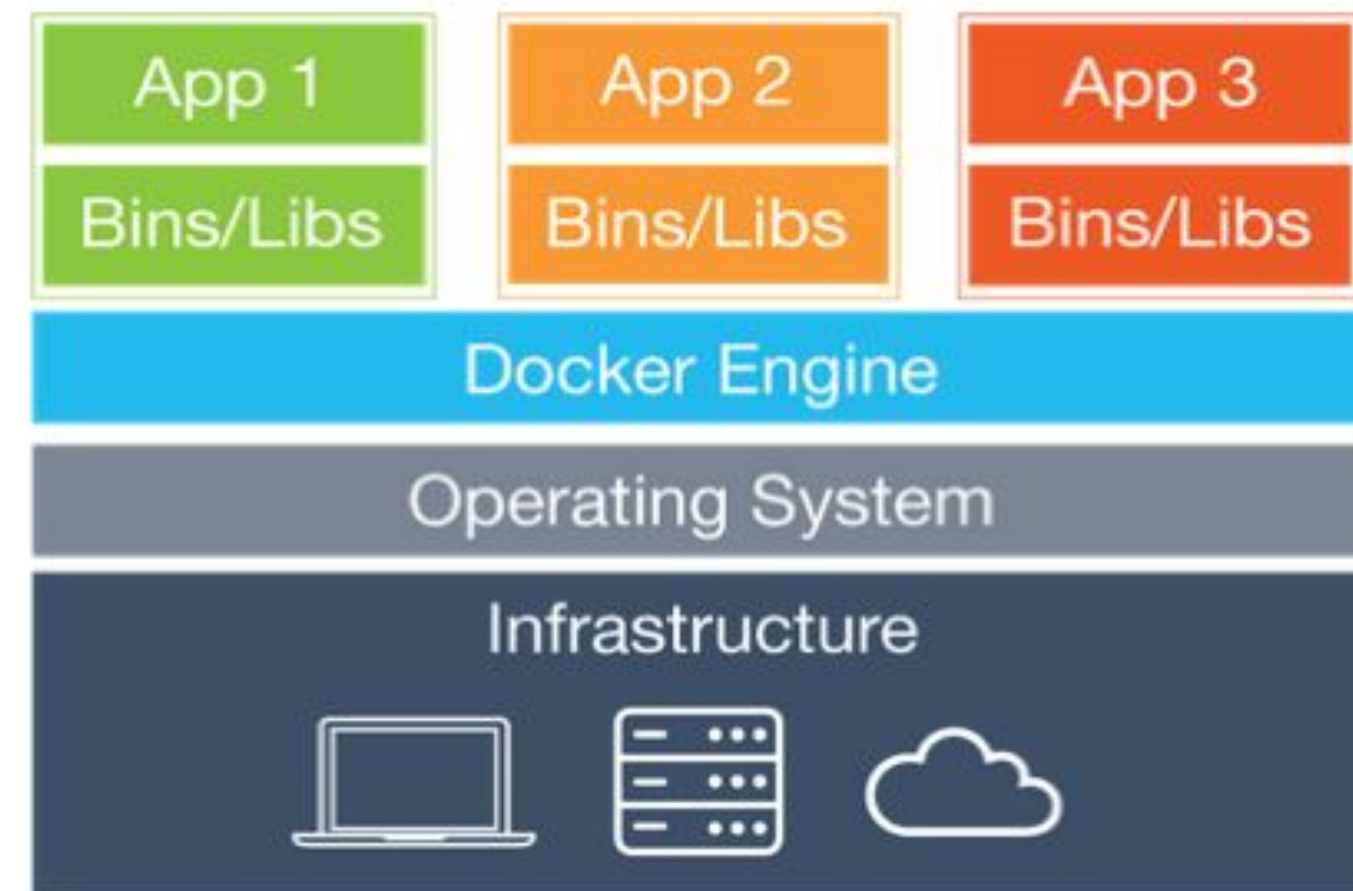 App 1
App 2
App 3
Bins/Libs
Bins/Libs
Bins/Libs
Docker Engine
Operating System
Infrastructure